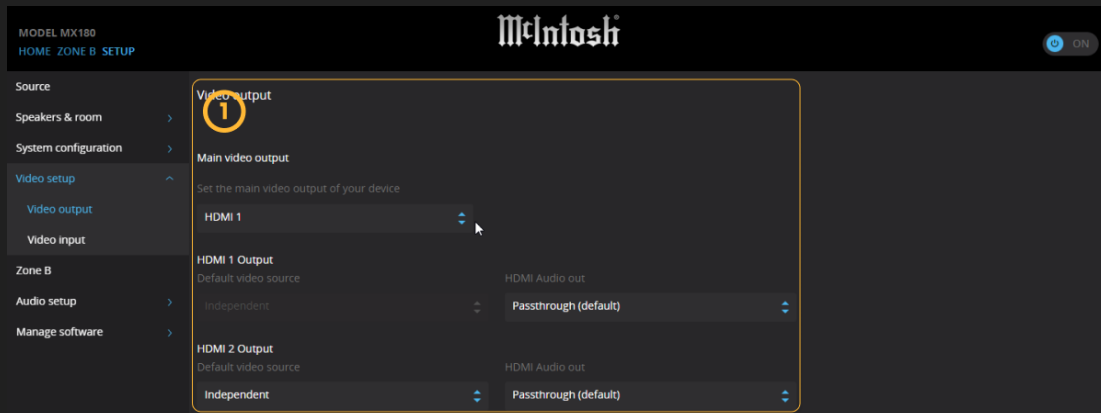 MODEL MX180
HOME ZONE B SETUP
McIntosh
ON
Source
Speakers & room
System configuration
Video setup
Video output
Video input
Zone B
Audio setup
Manage software
Video output
1
Main video output
Set the main video output of your device
HDMI 1
HDMI 1 Output
Default video source
HDMI Audio out
Independent
Passthrough (default)
HDMI 2 Output
Default video source
HDMI Audio out
Independent
Passthrough (default)